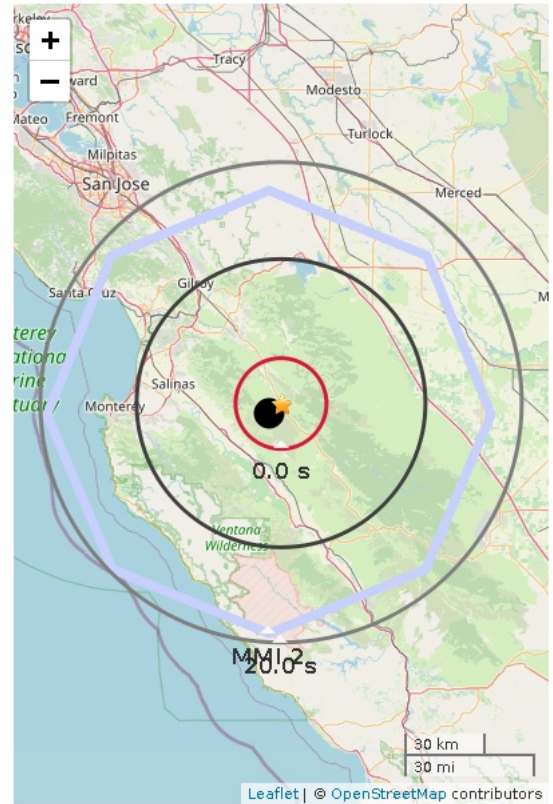 +
−
Berkeley
ward
Tracy
Modesto
Mateo
Fremont
Milpitas
Turlock
San Jose
Merced
Gilroy
Santa Cruz
Salinas
Monterey
0.0 s
Ventana
Wilderness
MMI 2
20.0 s
30 km
30 mi
Leaflet | © OpenStreetMap contributors